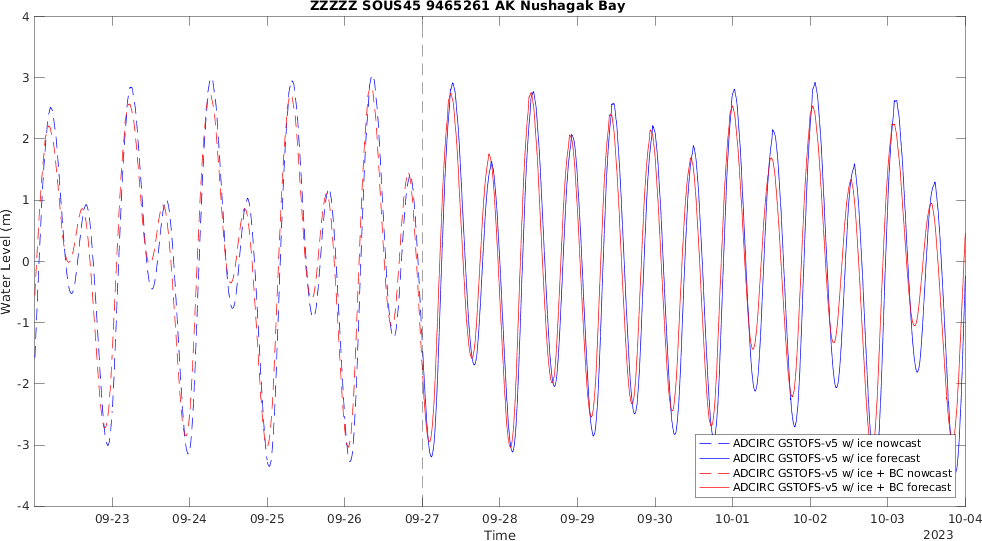 ZZZZZ SOUS45 9465261 AK Nushagak Bay
4
3
2
1
0
-1
-2
-3
-4
Water Level (m)
09-23 09-24 09-25 09-26 09-27 09-28 09-29 09-30 10-01 10-02 10-03 10-04
Time
2023
ADCIRC GSTOFS-v5 w/ ice nowcast
ADCIRC GSTOFS-v5 w/ ice forecast
ADCIRC GSTOFS-v5 w/ ice + BC nowcast
ADCIRC GSTOFS-v5 w/ ice + BC forecast